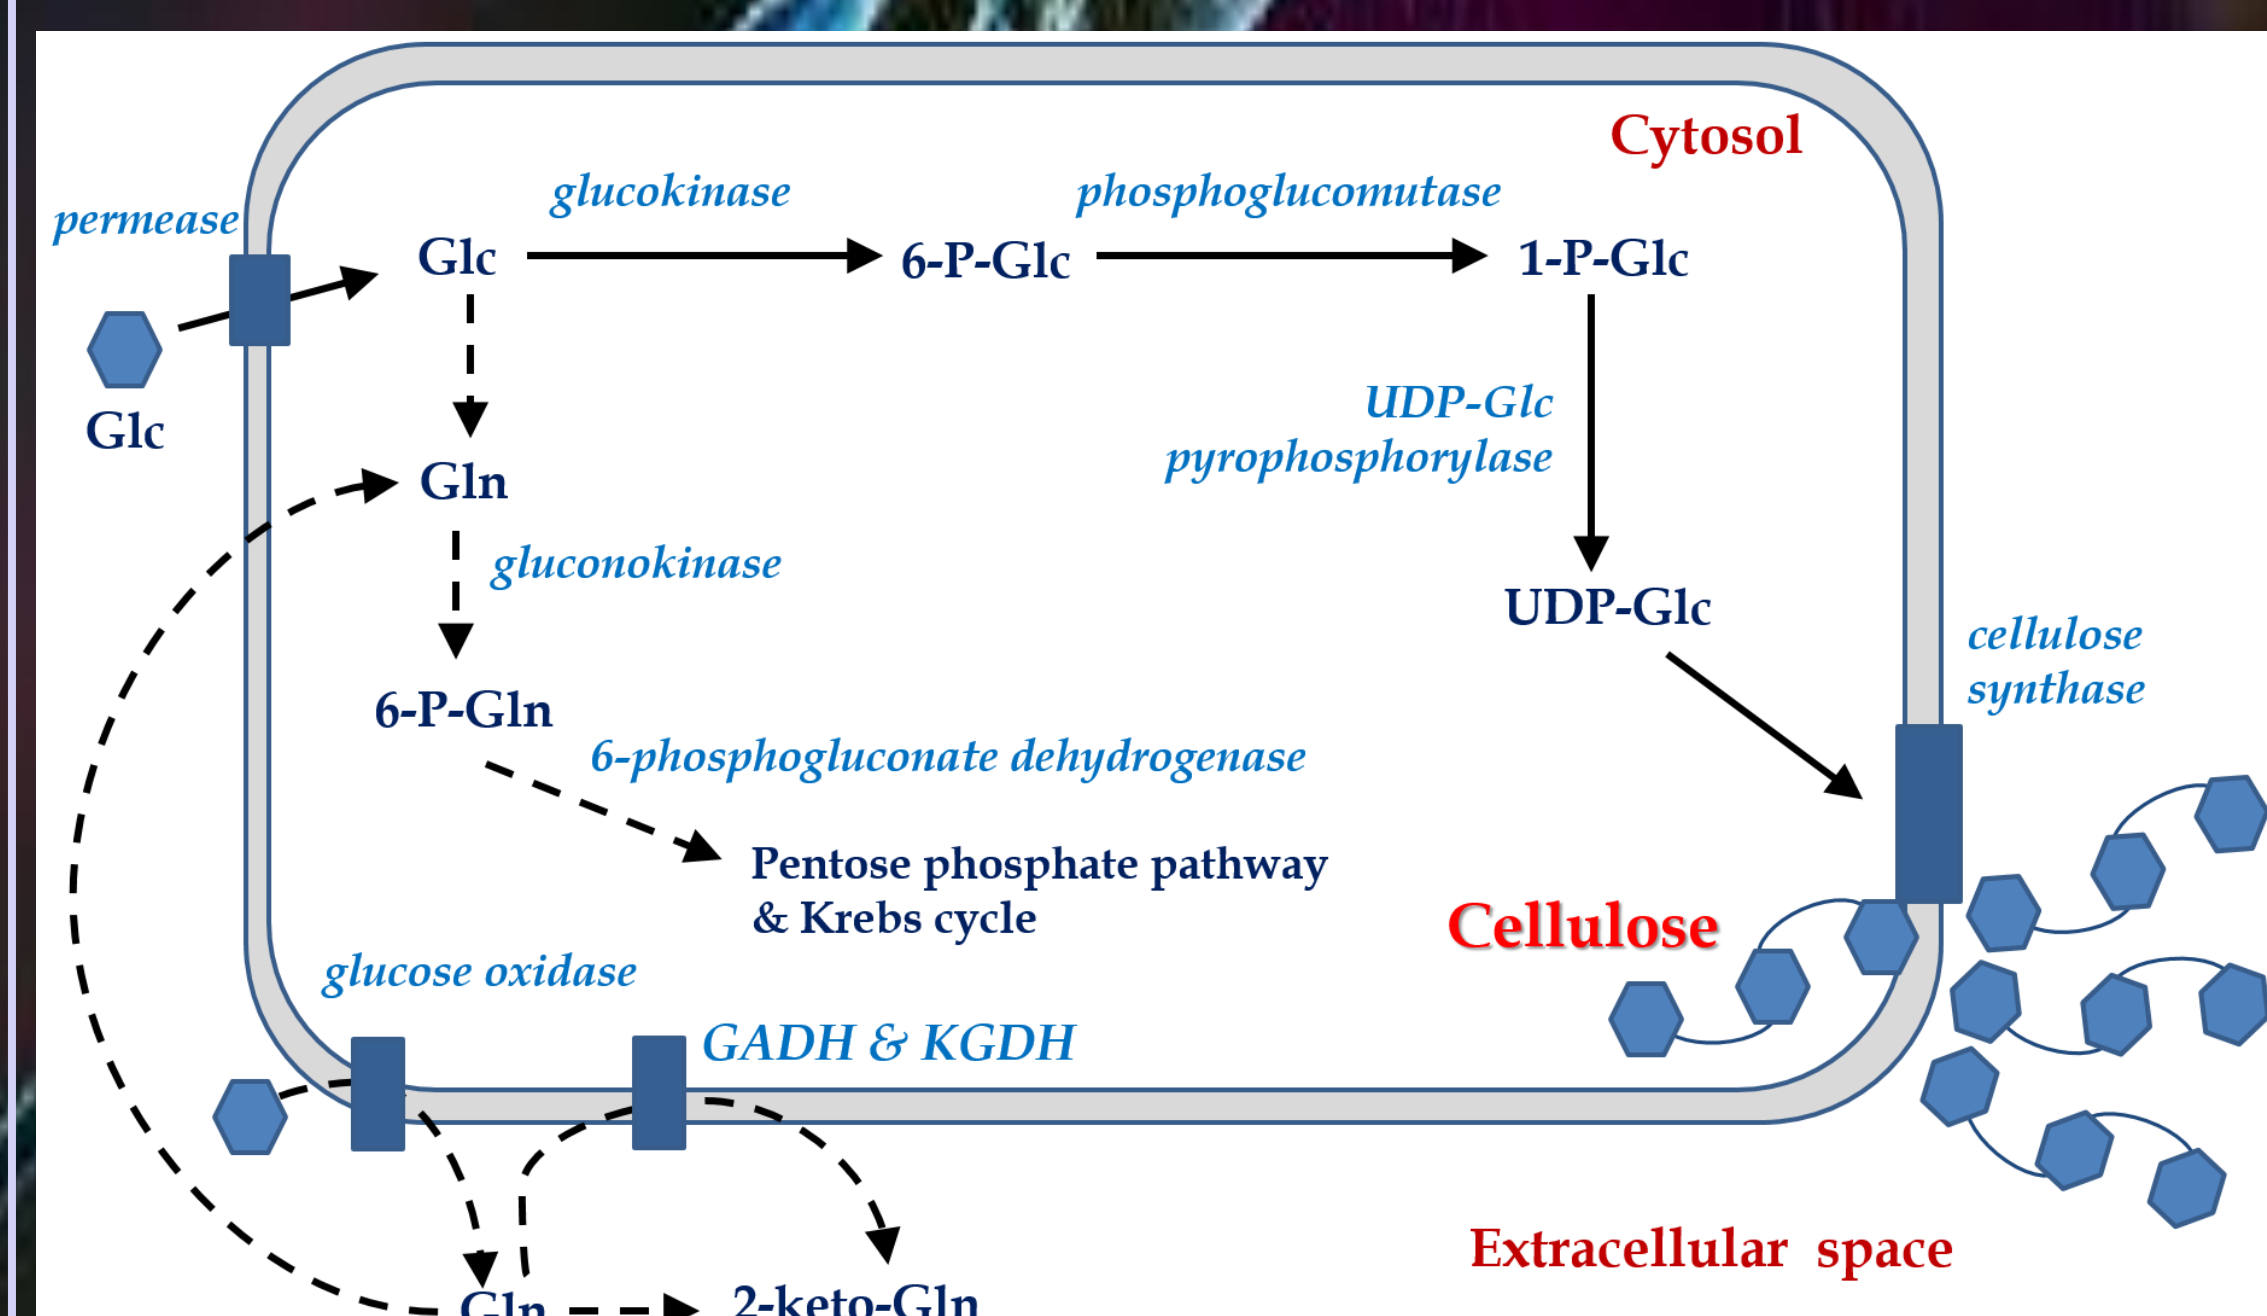 Cytosol
permease
glucokinase
phosphoglucomutase
Glc
6-P-Glc
1-P-Glc
Glc
UDP-Glc
pyrophosphorylase
Gln
gluconokinase
UDP-Glc
cellulose
synthase
6-P-Gln
6-phosphogluconate dehydrogenase
Pentose phosphate pathway
& Krebs cycle
Cellulose
glucose oxidase
GADH & KGDH
Extracellular space
Gln
2-keto-Gln